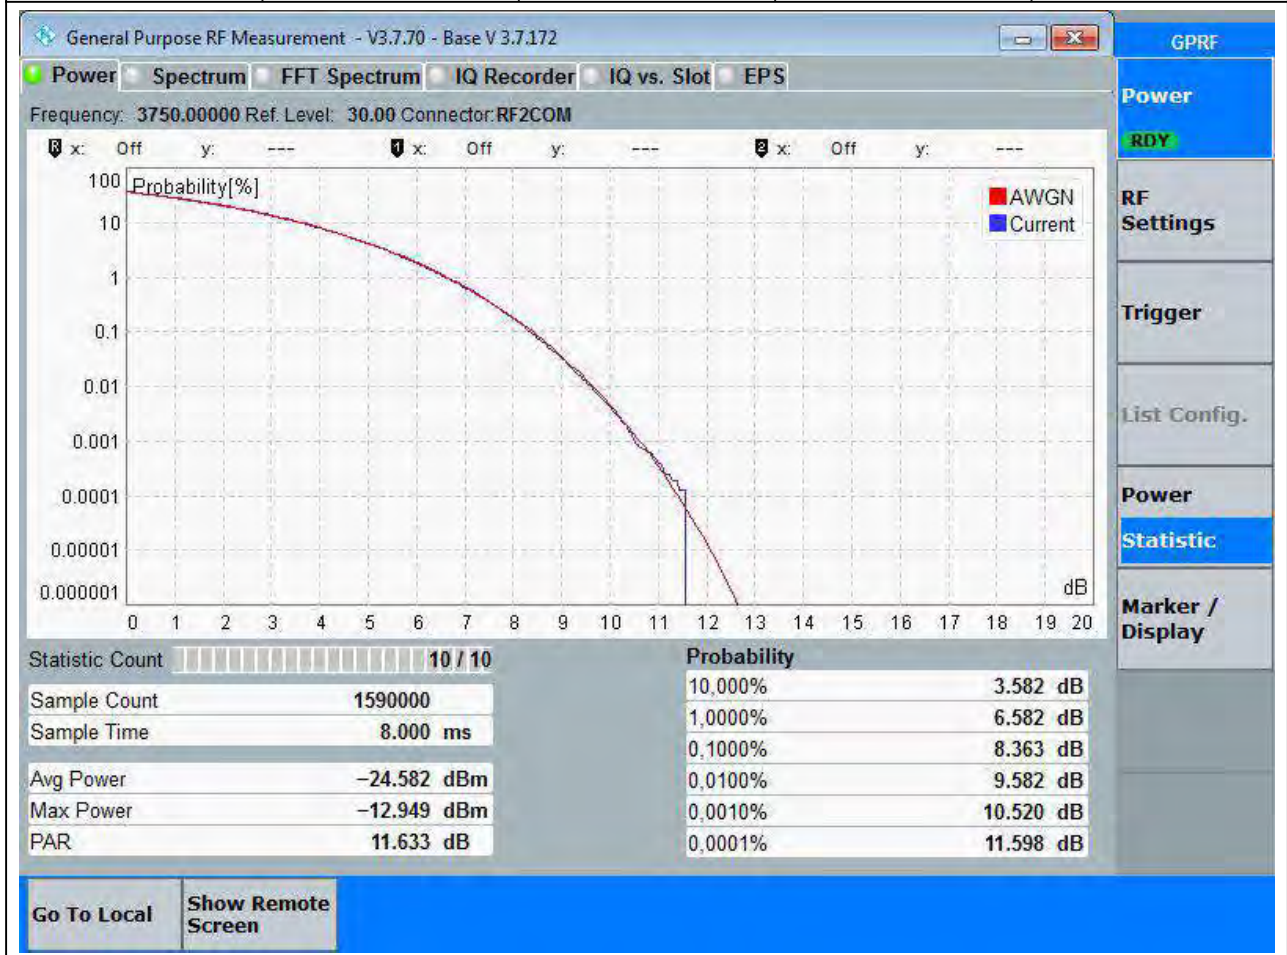 General Purpose RF Measurement - V3.7.70 - Base V 3.7.172
GPRF
Power Spectrum FFT Spectrum IQ Recorder IQ vs. Slot EPS
Frequency: 3750.00000 Ref. Level: 30.00 Connector:RF2COM
R x: Off y: --- 1 x: Off y: --- 2 x: Off y: ---
Probability[%]
AWGN
Current
100
10
1
0.1
0.01
0.001
0.0001
0.00001
0.000001
dB
0 1 2 3 4 5 6 7 8 9 10 11 12 13 14 15 16 17 18 19 20
Statistic Count 10 / 10
Sample Count 1590000
Sample Time 8.000 ms
Avg Power −24.582 dBm
Max Power −12.949 dBm
PAR 11.633 dB
Probability
10,000% 3.582 dB
1,0000% 6.582 dB
0,1000% 8.363 dB
0,0100% 9.582 dB
0,0010% 10.520 dB
0,0001% 11.598 dB
Power
RDY
RF
Settings
Trigger
List Config.
Power
Statistic
Marker /
Display
Go To Local
Show Remote
Screen